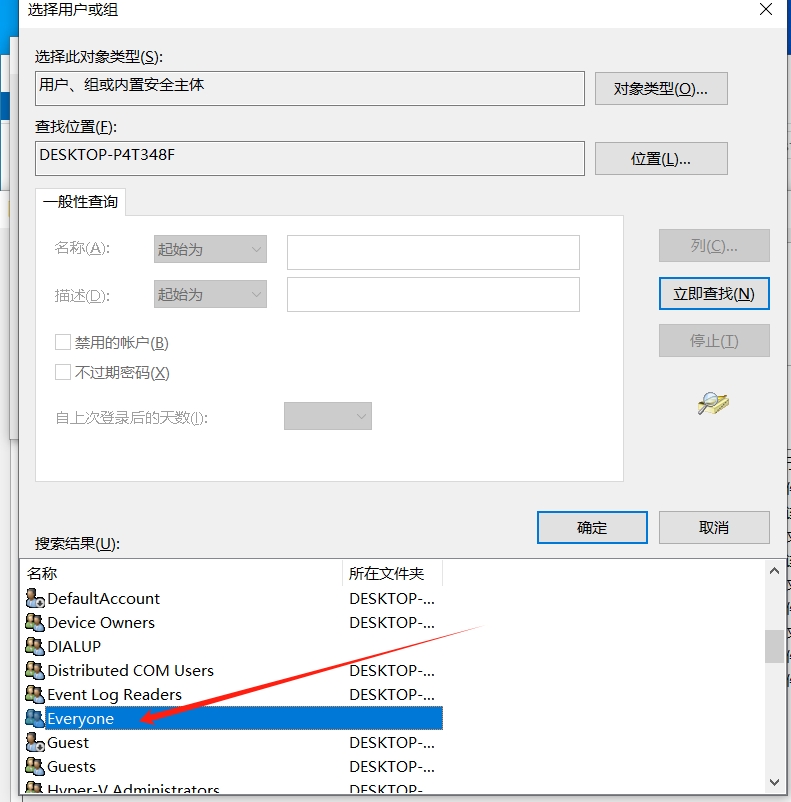 选择用户或组
选择此对象类型(S):
用户、组或内置安全主体
对象类型(O)...
查找位置(F):
DESKTOP-P4T348F
位置(L)...
一般性查询
名称(A):
起始为
列(C)...
描述(D):
起始为
立即查找(N)
禁用的帐户(B)
停止(T)
不过期密码(X)
自上次登录后的天数(I):
确定
取消
搜索结果(U):
名称 所在文件夹
DefaultAccount DESKTOP-...
Device Owners DESKTOP-...
DIALUP
Distributed COM Users DESKTOP-...
Event Log Readers DESKTOP-...
Everyone
Guest DESKTOP-...
Guests DESKTOP-...
Hyper-V Administrators DESKTOP-...